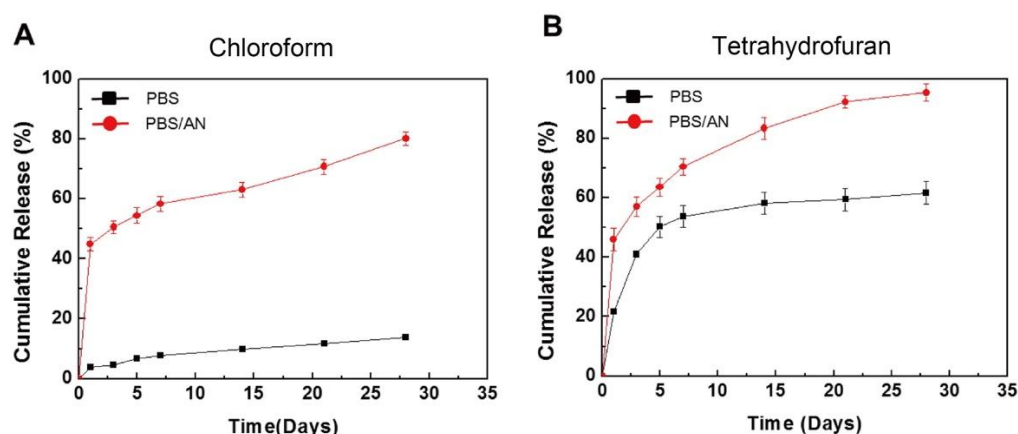 A
Chloroform
Cumulative Release (%)
100
80
60
40
20
0
PBS
PBS/AN
0 5 10 15 20 25 30 35
Time(Days)
B
Tetrahydrofuran
Cumulative Release (%)
100
80
60
40
20
0
PBS
PBS/AN
0 5 10 15 20 25 30 35
Time (Days)